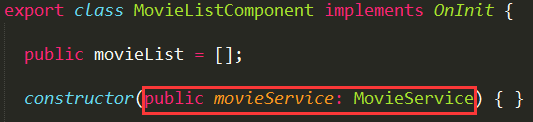 export class MovieListComponent implements OnInit {
public movieList = [];
constructor(public movieService: MovieService) { }